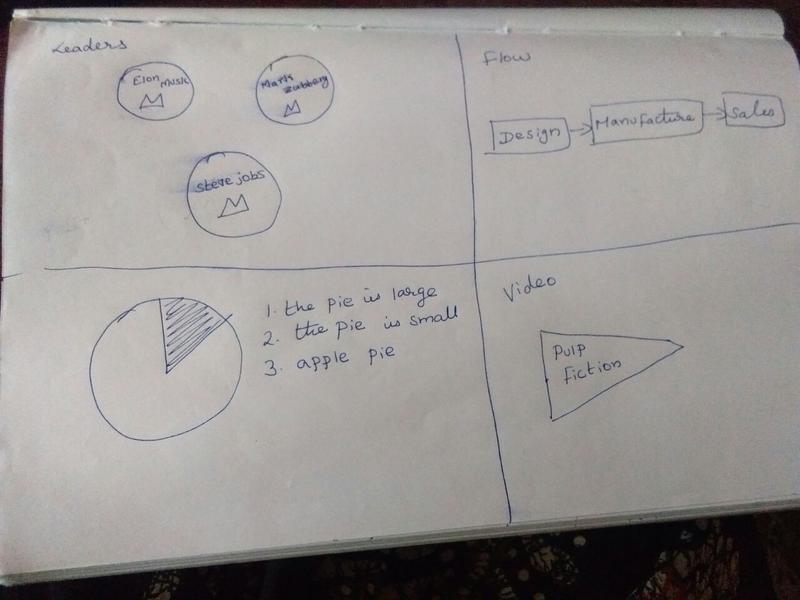 Leaders
Elon
Musk
Mark
Zukberg
steve jobs
Flow
Design
Manufacture
Sales
1. the pie is large
2. the pie is small
3. apple pie
Video
Pulp
Fiction